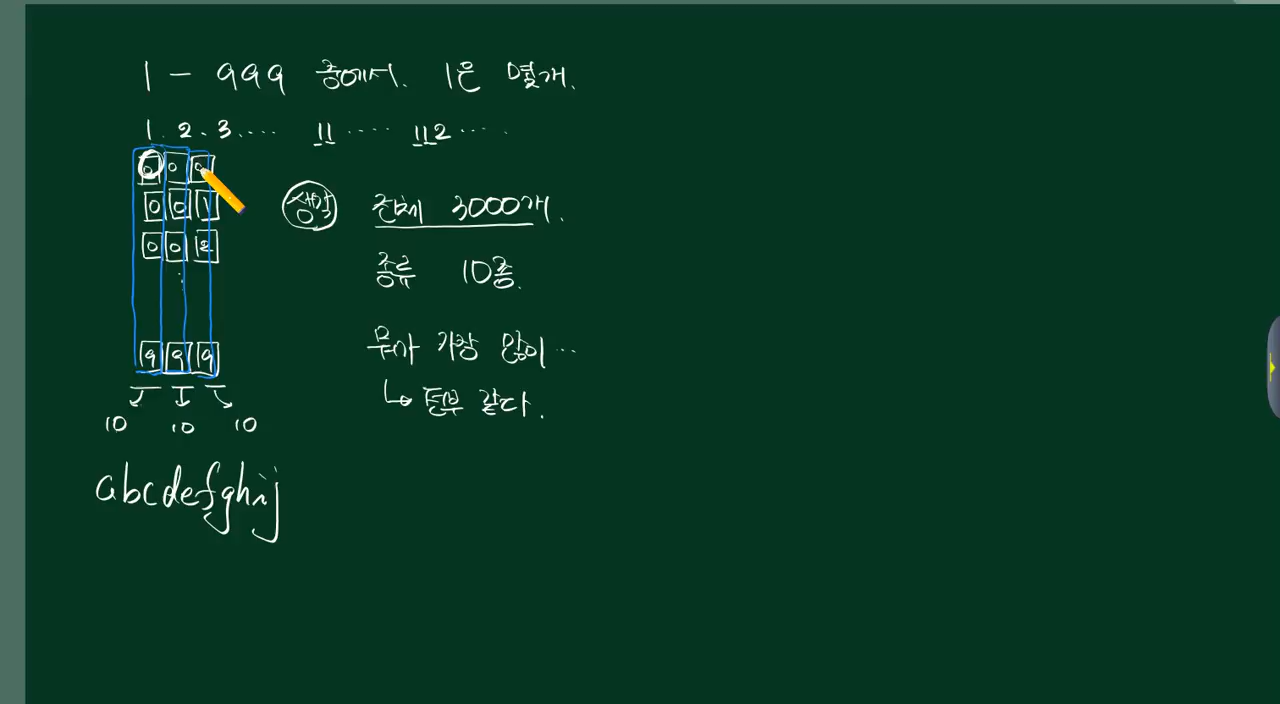 1 - 999 중에서. 1은 몇개.
1. 2. 3. .... 11 .... 112 ....
0 0 0
0 0 1
0 0 2
⋮
9 9 9
10 10 10
생각 전체 3000개.
종류 10종.
뭐가 가장 많이 ...
↳ 전부 같다.
abcdefghij